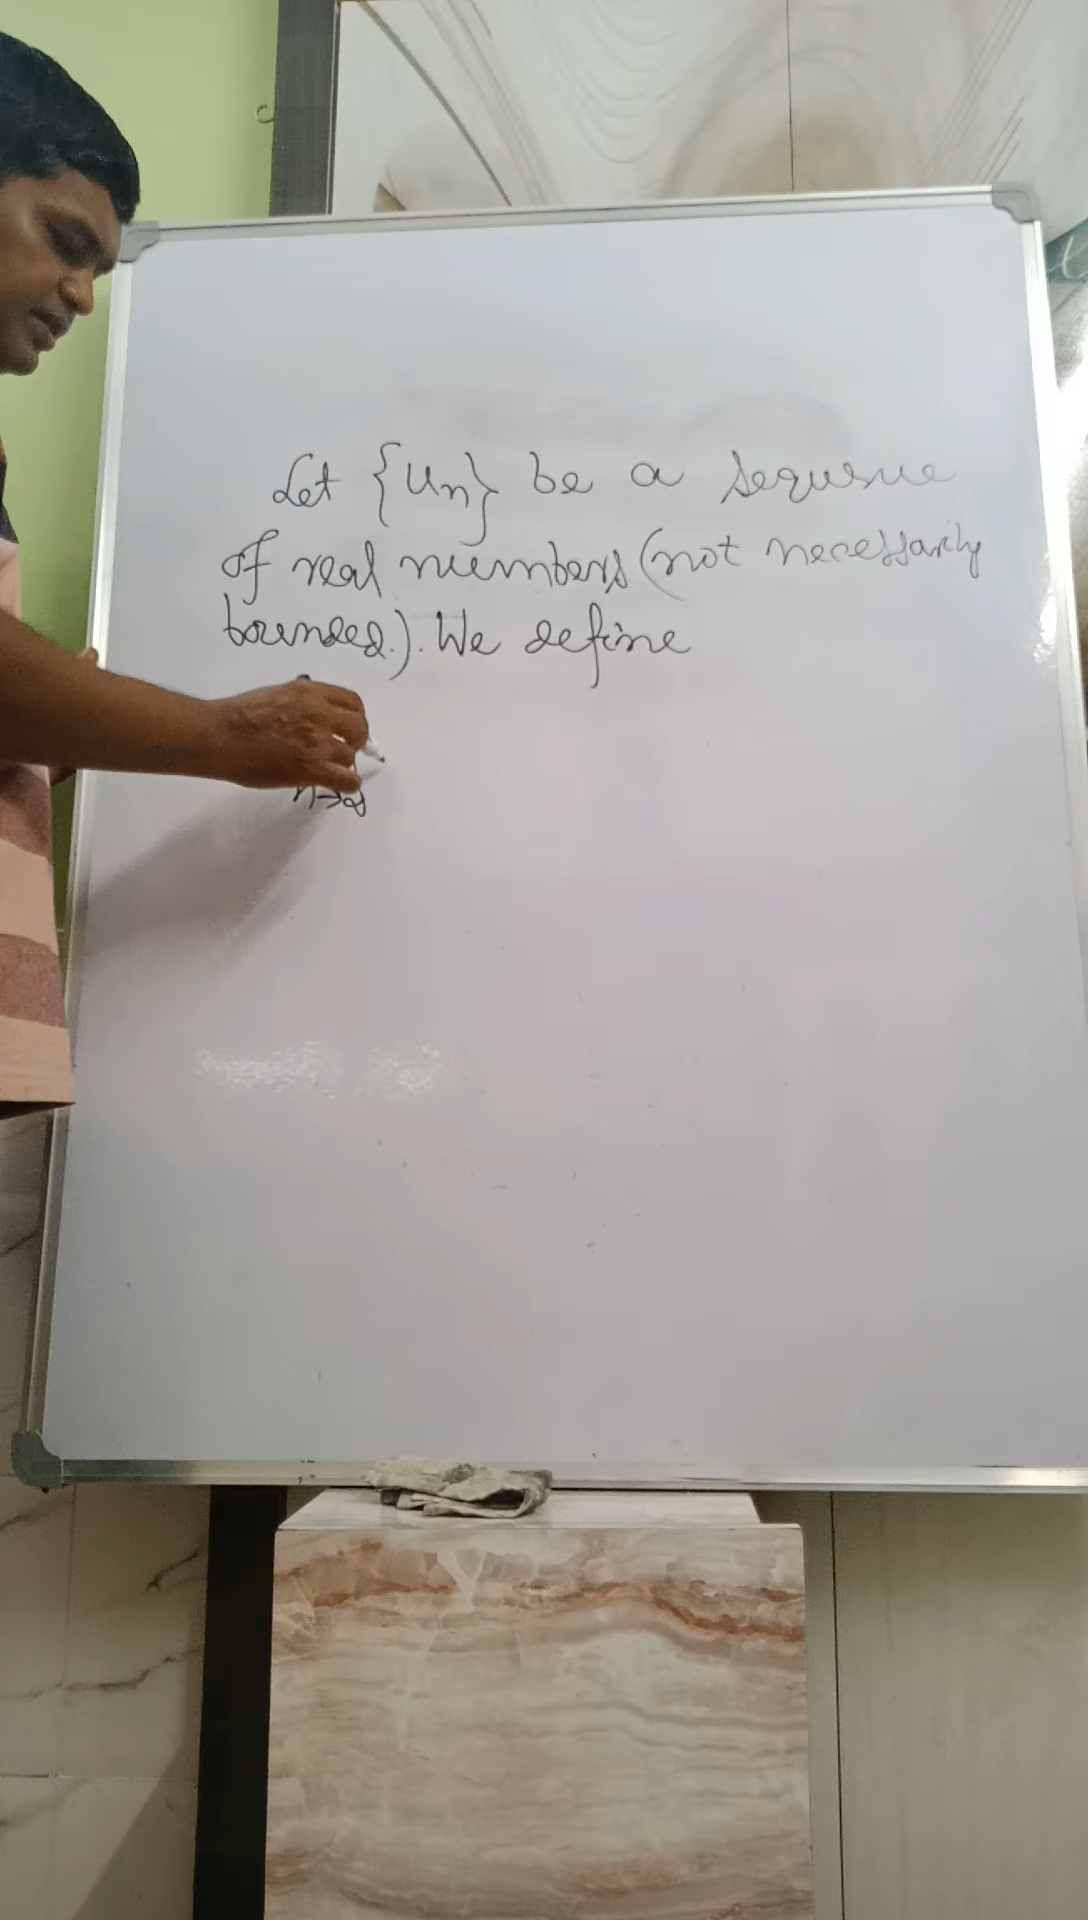 Let {Un} be a sequence
of real numbers (not necessarily
bounded.). We define
n→∞